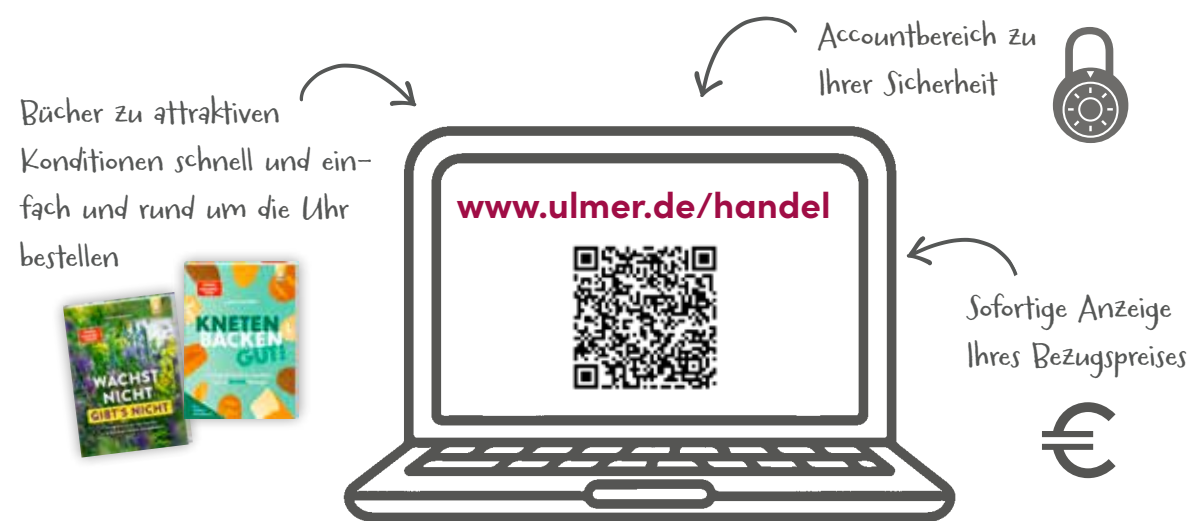 Accountbereich zu
Ihrer Sicherheit
Bücher zu attraktiven
Konditionen schnell und ein-
fach und rund um die Uhr
bestellen
www.ulmer.de/handel
Sofortige Anzeige
Ihres Bezugspreises
€
KNETEN
BACKEN
GUT!
WÄCHST
NICHT
GIBT'S NICHT